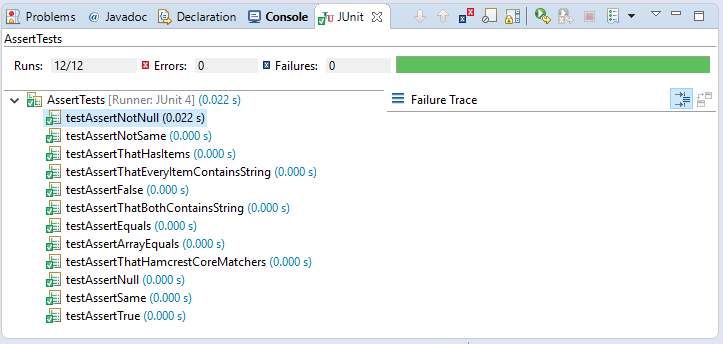 @ Problems @ Javadoc Declaration Console JU JUnit
AssertTests
Runs: 12/12 Errors: 0 Failures: 0
AssertTests [Runner: JUnit 4] (0.022 s)
Failure Trace
testAssertNotNull (0.022 s)
testAssertNotSame (0.000 s)
testAssertThatHasItems (0.000 s)
testAssertThatEveryItemContainsString (0.000 s)
testAssertFalse (0.000 s)
testAssertThatBothContainsString (0.000 s)
testAssertEquals (0.000 s)
testAssertArrayEquals (0.000 s)
testAssertThatHamcrestCoreMatchers (0.000 s)
testAssertNull (0.000 s)
testAssertSame (0.000 s)
testAssertTrue (0.000 s)